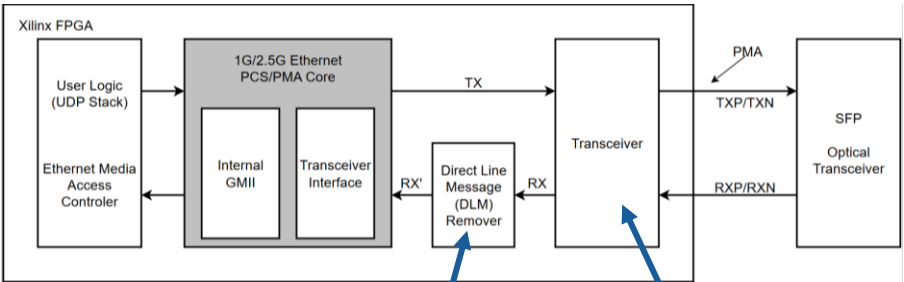 Xilinx FPGA
User Logic
(UDP Stack)
Ethernet Media
Access
Controler
1G/2.5G Ethernet
PCS/PMA Core
Internal
GMII
Transceiver
Interface
TX
RX'
Direct Line
Message
(DLM)
Remover
RX
Transceiver
PMA
TXP/TXN
RXP/RXN
SFP
Optical
Transceiver